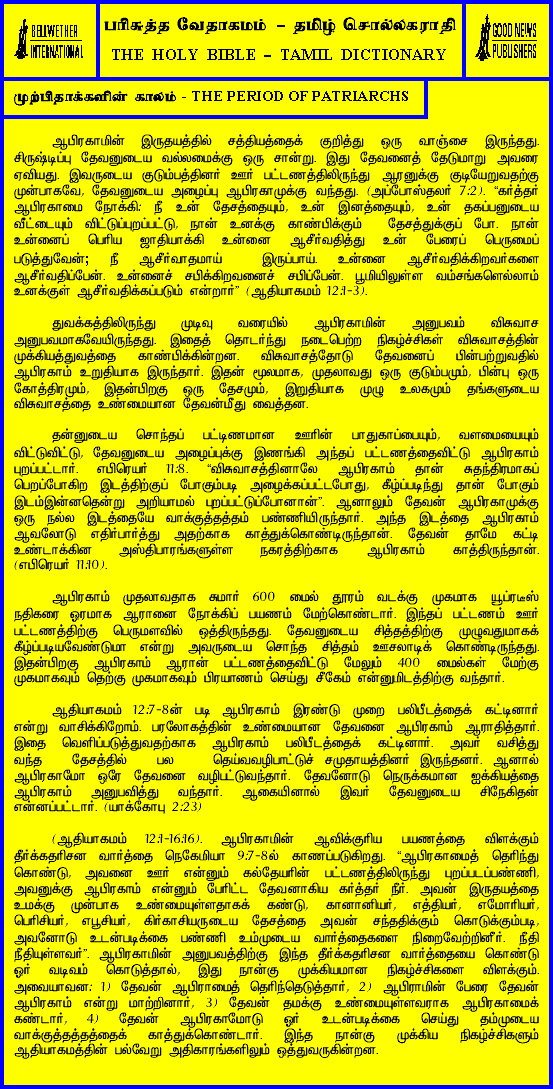 BELLWETHER
INTERNATIONAL
பரிசுத்த வேதாகமம் – தமிழ் சொல்லகராதி
THE HOLY BIBLE – TAMIL DICTIONARY
GOOD NEWS
PUBLISHERS
முற்பிதாக்களின் காலம் - THE PERIOD OF PATRIARCHS
ஆபிரகாமின் இருதயத்தில் சத்தியத்தைக் குறித்து ஒரு வாஞ்சை இருந்தது.
சிருஷ்டிப்பு தேவனுடைய வல்லமைக்கு ஒரு சான்று. இது தேவனைத் தேடுமாறு அவரை
ஏவியது. இவருடைய குடும்பத்தினர் ஊர் பட்டணத்திலிருந்து ஆரானுக்கு குடியேறுவதற்கு
முன்பாகவே, தேவனுடைய அழைப்பு ஆபிரகாமுக்கு வந்தது. (அப்போஸ்தலர் 7:2). “கர்த்தர்
ஆபிரகாமை நோக்கி: நீ உன் தேசத்தையும், உன் இனத்தையும், உன் தகப்பனுடைய
வீட்டையும் விட்டுப்புறப்பட்டு, நான் உனக்கு காண்பிக்கும் தேசத்துக்குப் போ. நான்
உன்னைப் பெரிய ஜாதியாக்கி உன்னை ஆசீர்வதித்து உன் பேரைப் பெருமைப்
படுத்துவேன்; நீ ஆசீர்வாதமாய் இருப்பாய். உன்னை ஆசீர்வதிக்கிறவர்களை
ஆசீர்வதிப்பேன். உன்னைச் சபிக்கிறவனைச் சபிப்பேன். பூமியிலுள்ள வம்சங்களெல்லாம்
உனக்குள் ஆசீர்வதிக்கப்படும் என்றார்” (ஆதியாகமம் 12:1-3).
துவக்கத்திலிருந்து முடிவு வரையில் ஆபிரகாமின் அனுபவம் விசுவாச
அனுபவமாகவேயிருந்தது. இதைத் தொடர்ந்து நடைபெற்ற நிகழ்ச்சிகள் விசுவாசத்தின்
முக்கியத்துவத்தை காண்பிக்கின்றன. விசுவாசத்தோடு தேவனைப் பின்பற்றுவதில்
ஆபிரகாம் உறுதியாக இருந்தார். இதன் மூலமாக, முதலாவது ஒரு குடும்பமும், பின்பு ஒரு
கோத்திரமும், இதன்பிறகு ஒரு தேசமும், இறுதியாக முழு உலகமும் தங்களுடைய
விசுவாசத்தை உண்மையான தேவன்மீது வைத்தன.
தன்னுடைய சொந்தப் பட்டிணமான ஊரின் பாதுகாப்பையும், வளமையையும்
விட்டுவிட்டு, தேவனுடைய அழைப்புக்கு இணங்கி அந்தப் பட்டணத்தைவிட்டு ஆபிரகாம்
புறப்பட்டார். எபிரெயர் 11:8. “விசுவாசத்தினாலே ஆபிரகாம் தான் சுதந்திரமாகப்
பெறப்போகிற இடத்திற்குப் போகும்படி அழைக்கப்பட்டபோது, கீழ்ப்படிந்து தான் போகும்
இடம்இன்னதென்று அறியாமல் புறப்பட்டுப்போனான்”. ஆனாலும் தேவன் ஆபிரகாமுக்கு
ஒரு நல்ல இடத்தையே வாக்குத்தத்தம் பண்ணியிருந்தார். அந்த இடத்தை ஆபிரகாம்
ஆவலோடு எதிர்பார்த்து அதற்காக காத்துக்கொண்டிருந்தான். தேவன் தாமே கட்டி
உண்டாக்கின அஸ்திபாரங்களுள்ள நகரத்திற்காக ஆபிரகாம் காத்திருந்தான்.
(எபிரெயர் 11:10).
ஆபிரகாம் முதலாவதாக சுமார் 600 மைல் தூரம் வடக்கு முகமாக யூப்ரடீஸ்
நதிகரை ஓரமாக ஆரானை நோக்கிப் பயணம் மேற்கொண்டார். இந்தப் பட்டணம் ஊர்
பட்டணத்திற்கு பெருமளவில் ஒத்திருந்தது. தேவனுடைய சித்தத்திற்கு முழுவதுமாகக்
கீழ்ப்படியவேண்டுமா என்று அவருடைய சொந்த சித்தம் ஊசலாடிக் கொண்டிருந்தது.
இதன்பிறகு ஆபிரகாம் ஆரான் பட்டணத்தைவிட்டு மேலும் 400 மைல்கள் மேற்கு
முகமாகவும் தெற்கு முகமாகவும் பிரயாணம் செய்து சீகேம் என்னுமிடத்திற்கு வந்தார்.
ஆதியாகமம் 12:7-8ன் படி ஆபிரகாம் இரண்டு முறை பலிபீடத்தைக் கட்டினார்
என்று வாசிக்கிறோம். பரலோகத்தின் உண்மையான தேவனை ஆபிரகாம் ஆராதித்தார்.
இதை வெளிப்படுத்துவதற்காக ஆபிரகாம் பலிபீடத்தைக் கட்டினார். அவர் வசித்து
வந்த தேசத்தில் பல தெய்வவழிபாட்டுச் சமுதாயத்தினர் இருந்தனர். ஆனால்
ஆபிரகாமோ ஒரே தேவனை வழிபட்டுவந்தார். தேவனோடு நெருக்கமான ஐக்கியத்தை
ஆபிரகாம் அனுபவித்து வந்தார். ஆகையினால் இவர் தேவனுடைய சிநேகிதன்
என்னப்பட்டார். (யாக்கோபு 2:23)
(ஆதியாகமம் 12:1-16:16). ஆபிரகாமின் ஆவிக்குரிய பயணத்தை விளக்கும்
தீர்க்கதரிசன வார்த்தை நெகேமியா 9:7-8ல் காணப்படுகிறது. “ஆபிரகாமைத் தெரிந்து
கொண்டு, அவனை ஊர் என்னும் கல்தேயரின் பட்டணத்திலிருந்து புறப்படப்பண்ணி,
அவனுக்கு ஆபிரகாம் என்னும் பேரிட்ட தேவனாகிய கர்த்தர் நீர். அவன் இருதயத்தை
உமக்கு முன்பாக உண்மையுள்ளதாகக் கண்டு, கானானியர், எத்தியர், எமோரியர்,
பெரிசியர், எபூசியர், கிர்காசியருடைய தேசத்தை அவன் சந்ததிக்கும் கொடுக்கும்படி,
அவனோடு உடன்படிக்கை பண்ணி உம்முடைய வார்த்தைகளை நிறைவேற்றினீர். நீதி
நீதியுள்ளவர்”. ஆபிரகாமின் அனுபவத்திற்கு இந்த தீர்க்கதரிசன வார்த்தையை கொண்டு
ஓர் வடிவம் கொடுத்தால், இது நான்கு முக்கியமான நிகழ்ச்சிகளை விளக்கும்.
அவையாவன: 1) தேவன் ஆபிராமைத் தெரிந்தெடுத்தார், 2) ஆபிராமின் பேரை தேவன்
ஆபிரகாம் என்று மாற்றினார், 3) தேவன் தமக்கு உண்மையுள்ளவராக ஆபிரகாமைக்
கண்டார், 4) தேவன் ஆபரகாமோடு ஓர் உடன்படிக்கை செய்து தம்முடைய
வாக்குத்தத்தத்தைக் காத்துக்கொண்டார். இந்த நான்கு முக்கிய நிகழ்ச்சிகளும்
ஆதியாகமத்தின் பல்வேறு அதிகாரங்களிலும் ஒத்துவருகின்றன.